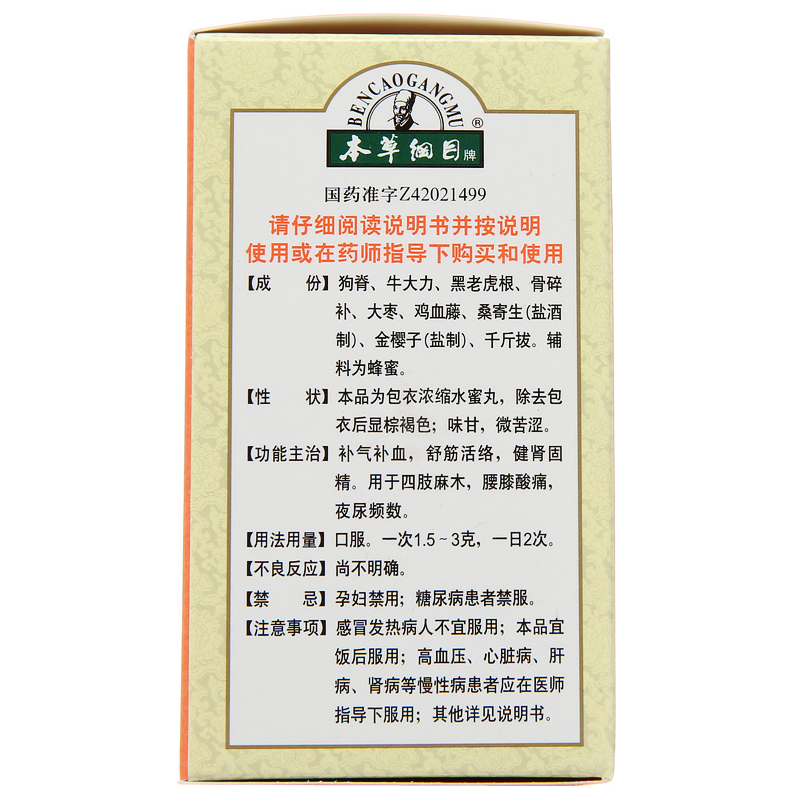 BENCAOGANGMU
本草纲目牌
®
国药准字Z42021499
请仔细阅读说明书并按说明
使用或在药师指导下购买和使用
【成　份】狗脊、牛大力、黑老虎根、骨碎
补、大枣、鸡血藤、桑寄生(盐酒
制)、金樱子(盐制)、千斤拔。辅
料为蜂蜜。
【性　状】本品为包衣浓缩水蜜丸，除去包
衣后显棕褐色；味甘，微苦涩。
【功能主治】补气补血，舒筋活络，健肾固
精。用于四肢麻木，腰膝酸痛，
夜尿频数。
【用法用量】口服。一次1.5～3克，一日2次。
【不良反应】尚不明确。
【禁　忌】孕妇禁用；糖尿病患者禁服。
【注意事项】感冒发热病人不宜服用；本品宜
饭后服用；高血压、心脏病、肝
病、肾病等慢性病患者应在医师
指导下服用；其他详见说明书。